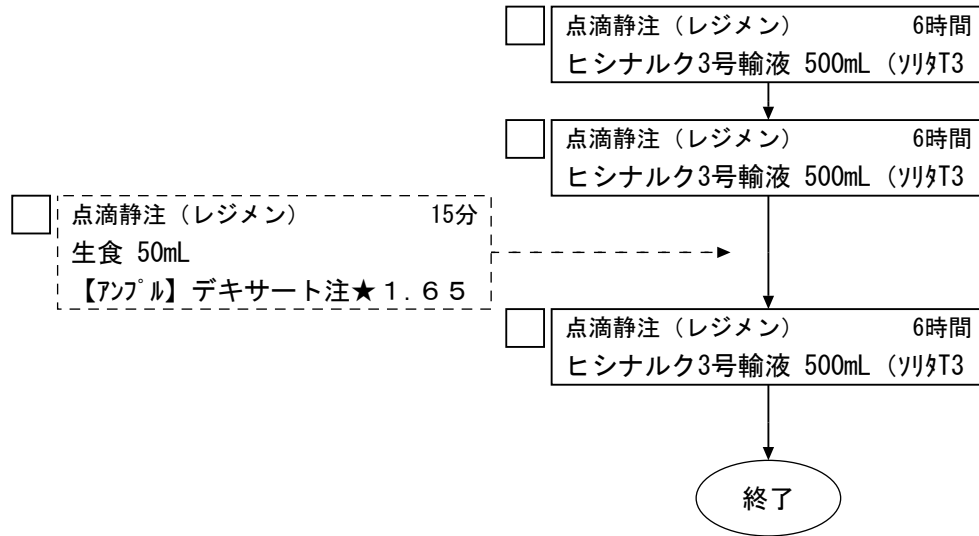 点滴静注（レジメン） 6時間
ヒシナルク3号輸液 500mL（ｿﾘﾀT3
点滴静注（レジメン） 6時間
ヒシナルク3号輸液 500mL（ｿﾘﾀT3
点滴静注（レジメン） 15分
生食 50mL
【ｱﾝﾌﾟﾙ】デキサート注★１.６５
点滴静注（レジメン） 6時間
ヒシナルク3号輸液 500mL（ｿﾘﾀT3
終了